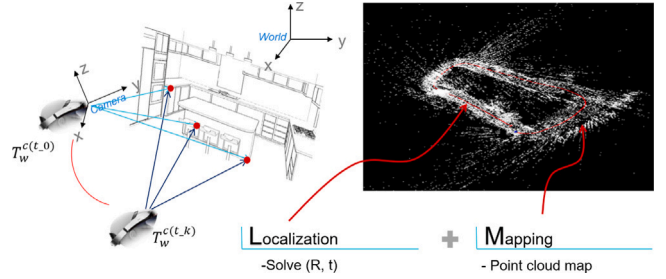 z
World
y
x
z
y
Camera
x
T_w^{c(t_0)}
T_w^{c(t_k)}
Localization
+
Mapping
-Solve (R, t)
- Point cloud map